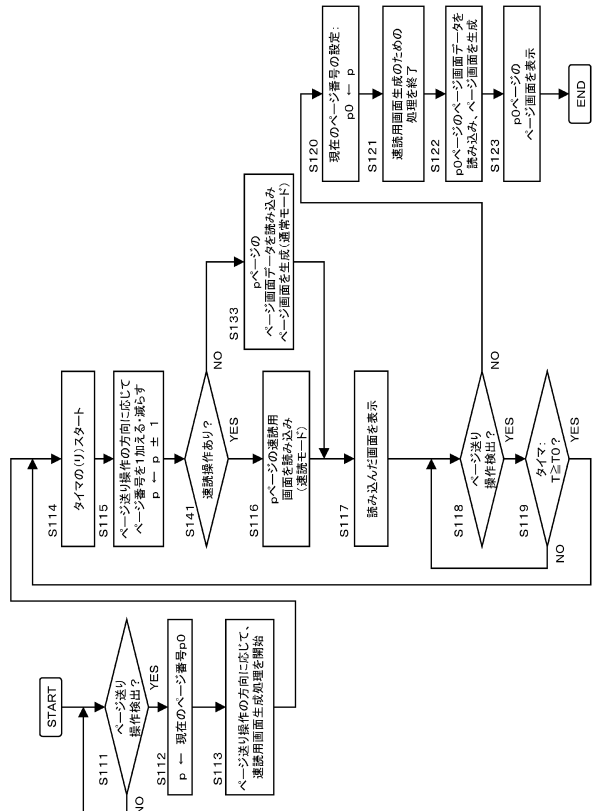 START
S111
ページ送り
操作検出?
NO
YES
S112
p ← 現在のページ番号p0
S113
ページ送り操作の方向に応じて、
速読用画面生成処理を開始
S114
タイマの(リ)スタート
S115
ページ送り操作の方向に応じて
ページ番号を1加える・減らす
p ← p ± 1
S141
速読操作あり?
NO
YES
S133
pページの
ページ画面データを読み込み
ページ画面を生成(通常モード)
S116
pページの速読用
画面を読み込み
(速読モード)
S117
読み込んだ画面を表示
S118
ページ送り
操作検出?
NO
YES
S119
タイマ:
T≧T0?
NO
YES
S120
現在のページ番号の設定:
p0 ← p
S121
速読用画面生成のための
処理を終了
S122
p0ページのページ画面データを
読み込み、ページ画面を生成
S123
p0ページの
ページ画面を表示
END